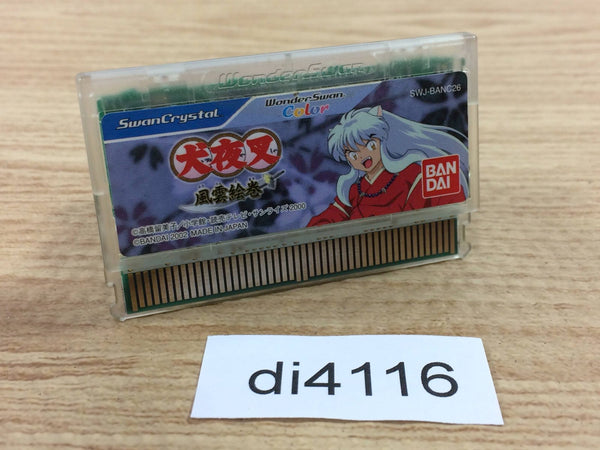 WonderSwan
SwanCrystal
WonderSwan
Color
SWJ-BANC26
犬夜叉
風雲絵巻
BAN
DAI
©高橋留美子/小学館・読売テレビ・サンライズ 2000
©BANDAI 2002 MADE IN JAPAN
di4116